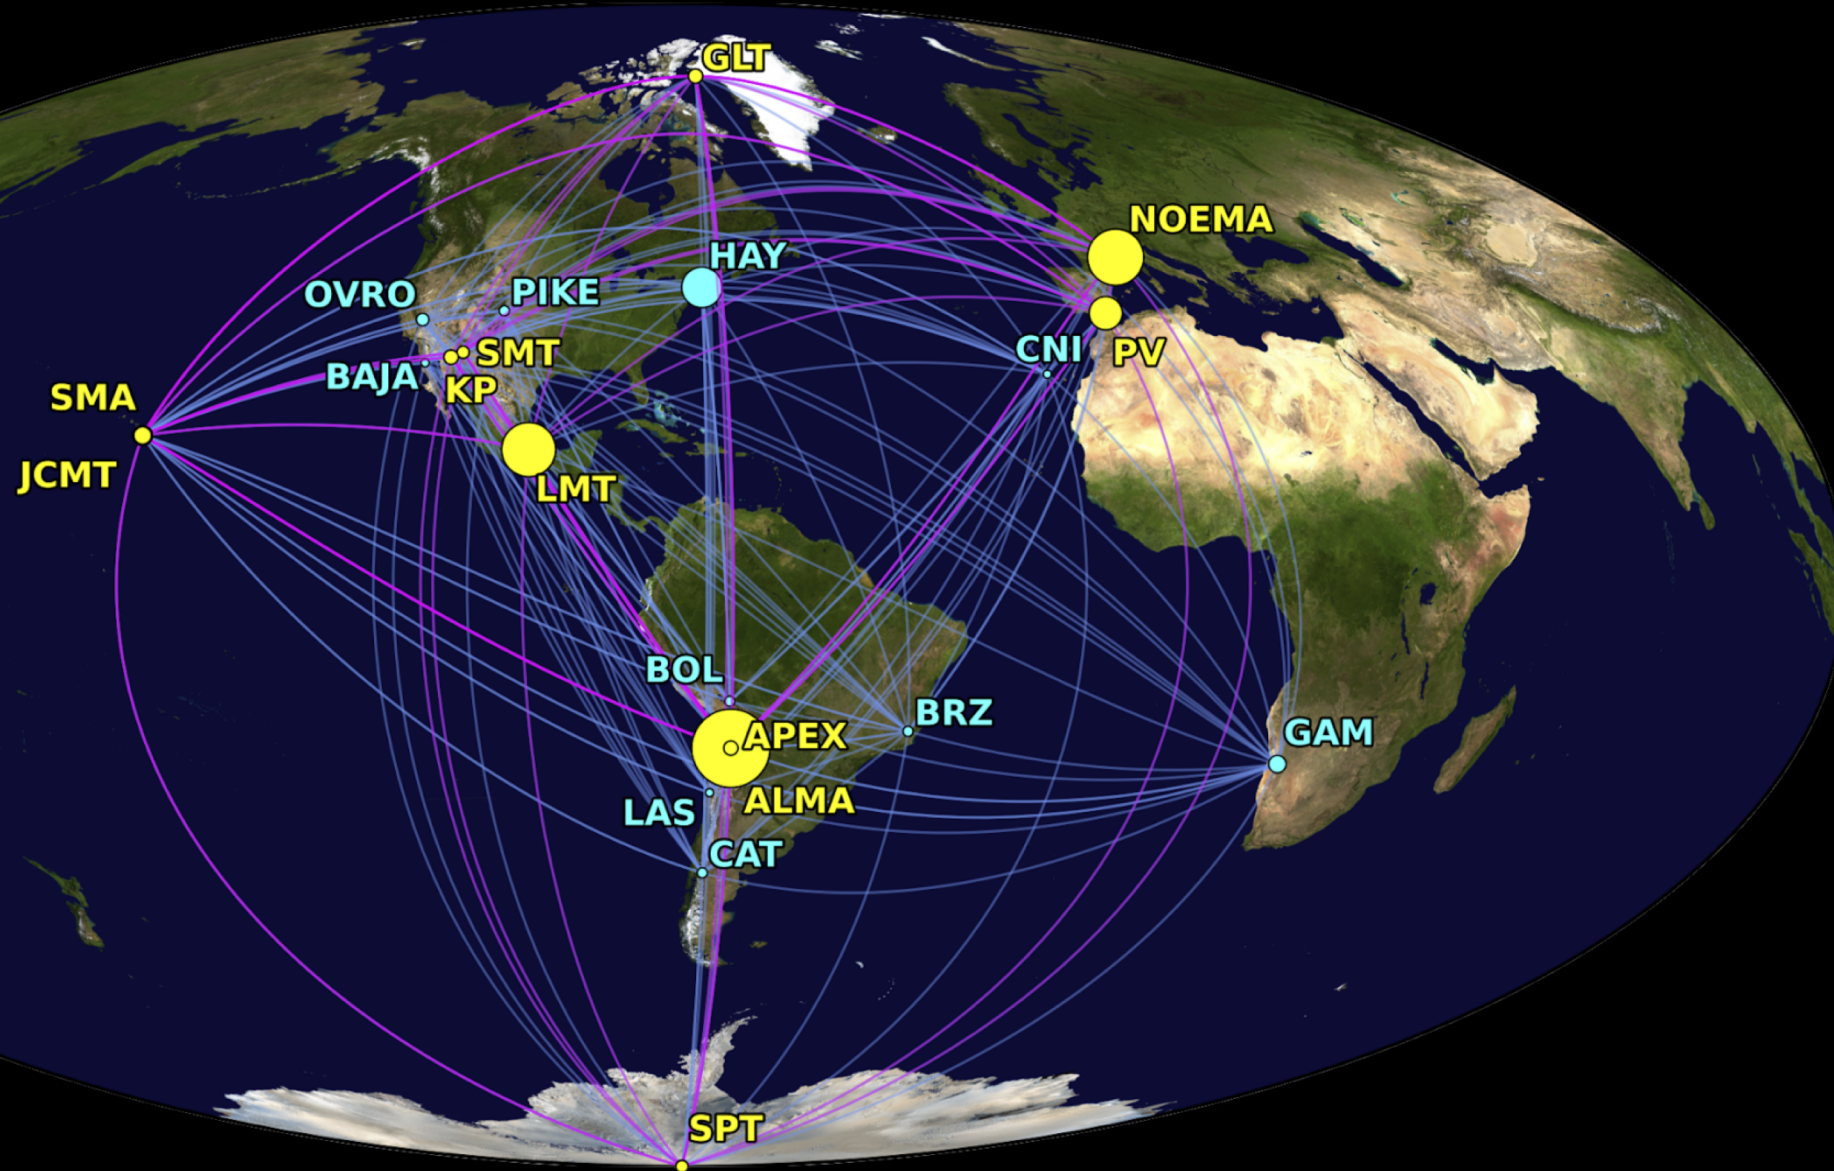 GLT
NOEMA
HAY
OVRO
PIKE
CNI
SMT
PV
BAJA
KP
SMA
JCMT
LMT
BOL
BRZ
APEX
GAM
ALMA
LAS
CAT
SPT